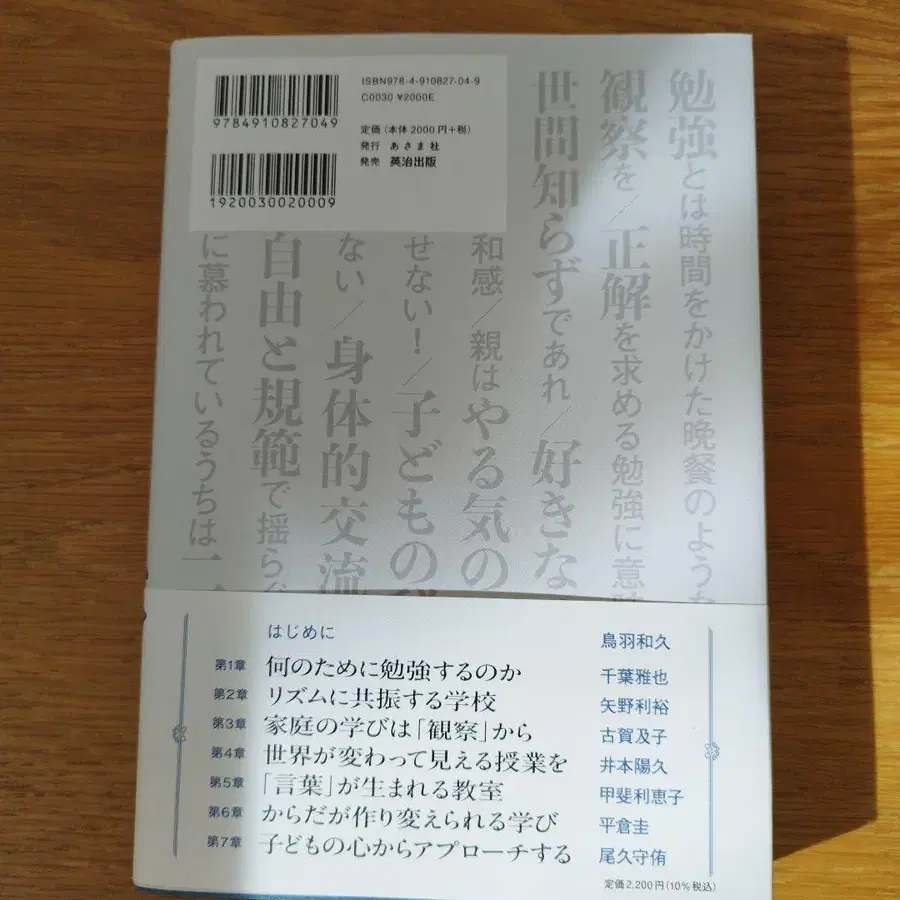 ISBN978-4-910827-04-9
C0030 ¥2000E
9784910827049
定価 (本体 2000 円+税)
発行 あさま社
発売 英治出版
1920030020009
勉強とは時間をかけた晩餐のような
観察を/正解を求める勉強に意味
世間知らずであれ/好きな
和感/親はやる気の
せない!/子どもの
ない/身体的交流
自由と規範で揺ら
に慕われているうちは
はじめに 鳥羽和久
第1章 何のために勉強するのか 千葉雅也
第2章 リズムに共振する学校 矢野利裕
第3章 家庭の学びは「観察」から 古賀及子
第4章 世界が変わって見える授業を 井本陽久
第5章 「言葉」が生まれる教室 甲斐利恵子
第6章 からだが作り変えられる学び 平倉圭
第7章 子どもの心からアプローチする 尾久守侑
定価2,200円(10%税込)